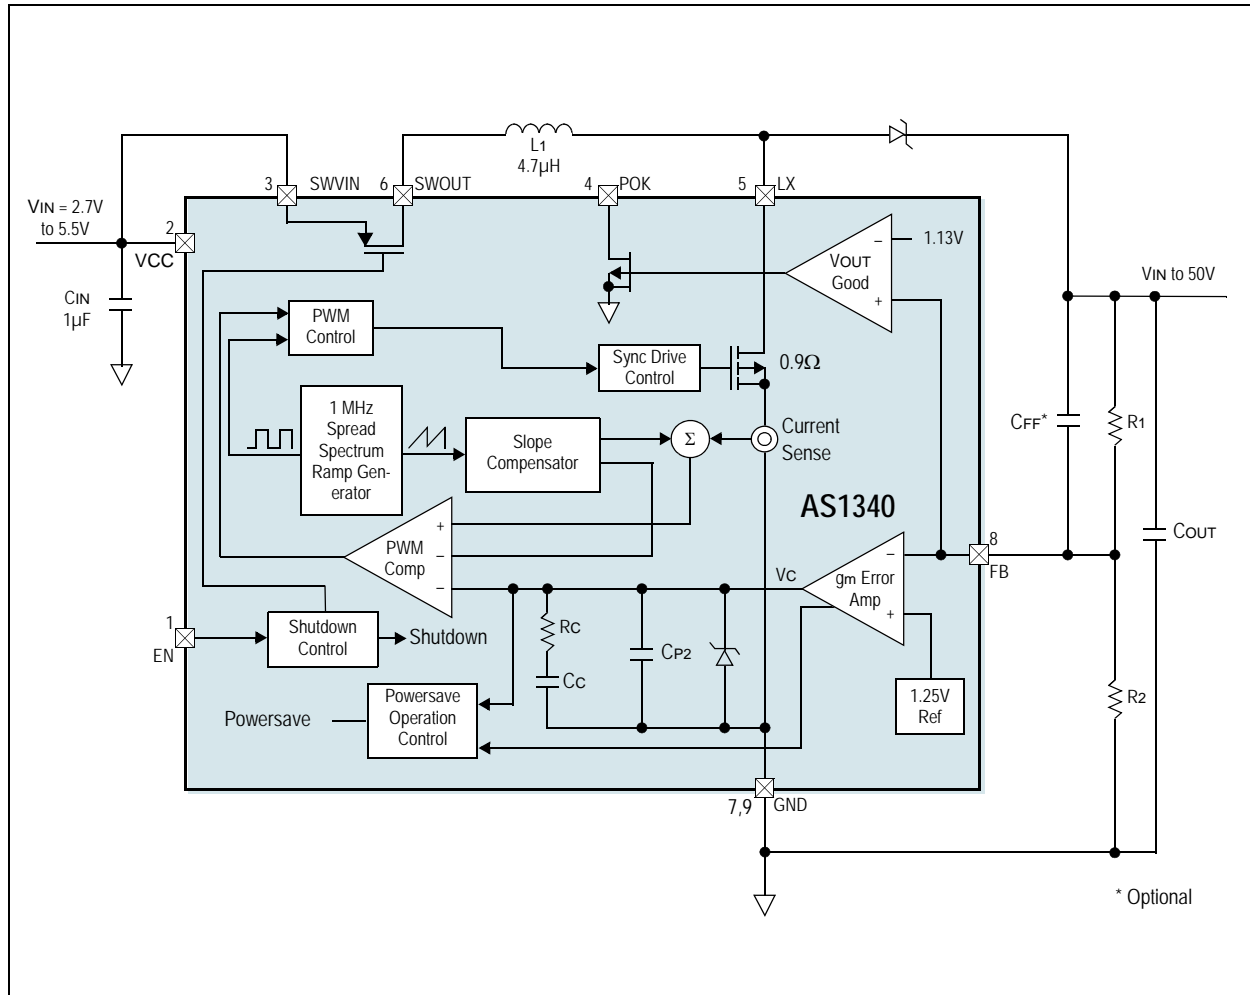 L1
4.7µH
3
SWVIN
6
SWOUT
4
POK
5
LX
VIN = 2.7V
to 5.5V
2
VCC
CIN
1µF
−
1.13V
VOUT
Good
+
VIN to 50V
PWM
Control
Sync Drive
Control
0.9Ω
1 MHz
Spread
Spectrum
Ramp Gen-
erator
Slope
Compensator
Σ
Current
Sense
CFF*
R1
AS1340
COUT
+
PWM
Comp
−
−
VC
−
gm Error
Amp
+
8
FB
1
EN
Shutdown
Control
Shutdown
RC
CC
CP2
1.25V
Ref
R2
Powersave
Powersave
Operation
Control
7,9
GND
* Optional